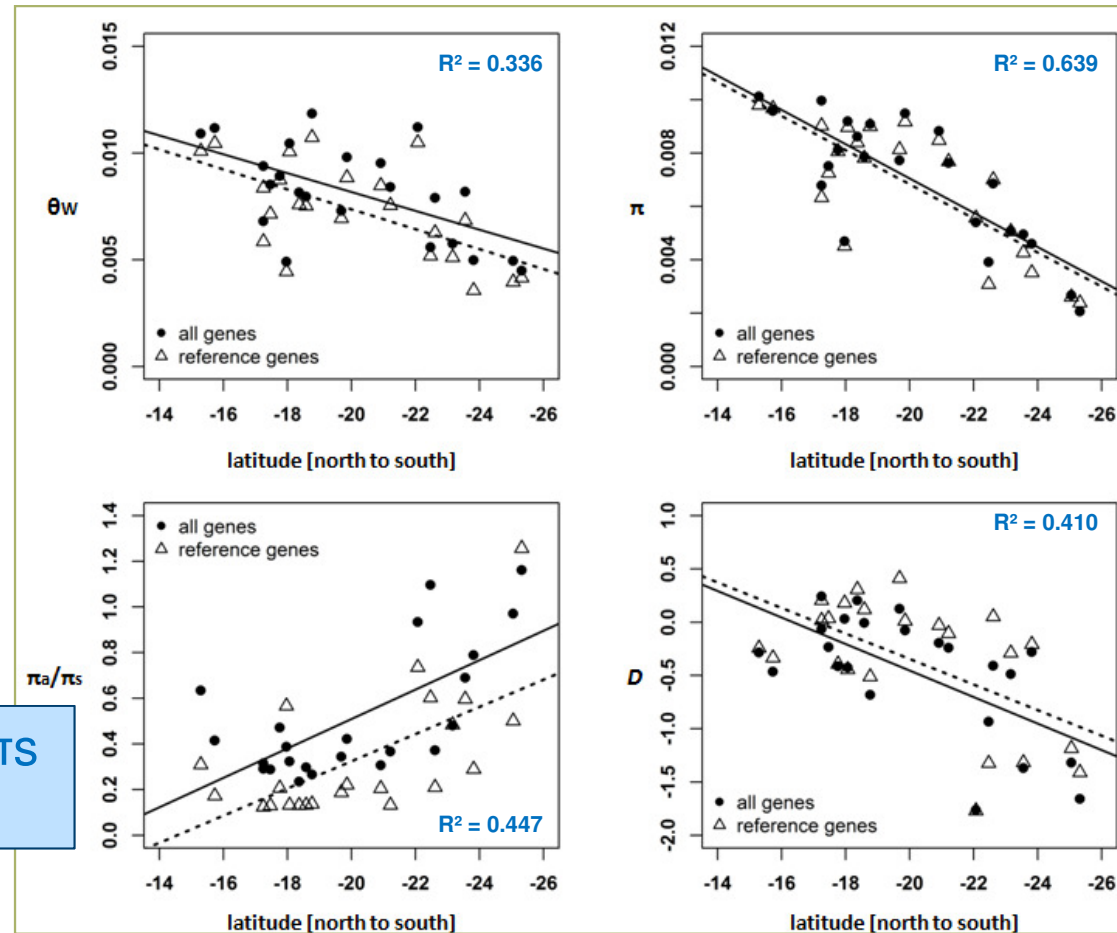 0.015
0.010
0.005
0.000
θw
R² = 0.336
● all genes
△ reference genes
-14 -16 -18 -20 -22 -24 -26
latitude [north to south]
0.012
0.008
0.004
0.000
π
R² = 0.639
● all genes
△ reference genes
-14 -16 -18 -20 -22 -24 -26
latitude [north to south]
1.4
1.2
1.0
0.8
0.6
0.4
0.2
0.0
πa/πs
● all genes
△ reference genes
R² = 0.447
-14 -16 -18 -20 -22 -24 -26
latitude [north to south]
1.0
0.5
0.0
-0.5
-1.0
-1.5
-2.0
D
R² = 0.410
● all genes
△ reference genes
-14 -16 -18 -20 -22 -24 -26
latitude [north to south]
TS